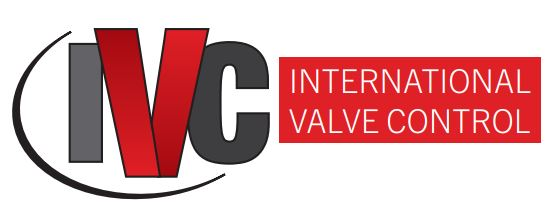 IVC
INTERNATIONAL
VALVE CONTROL